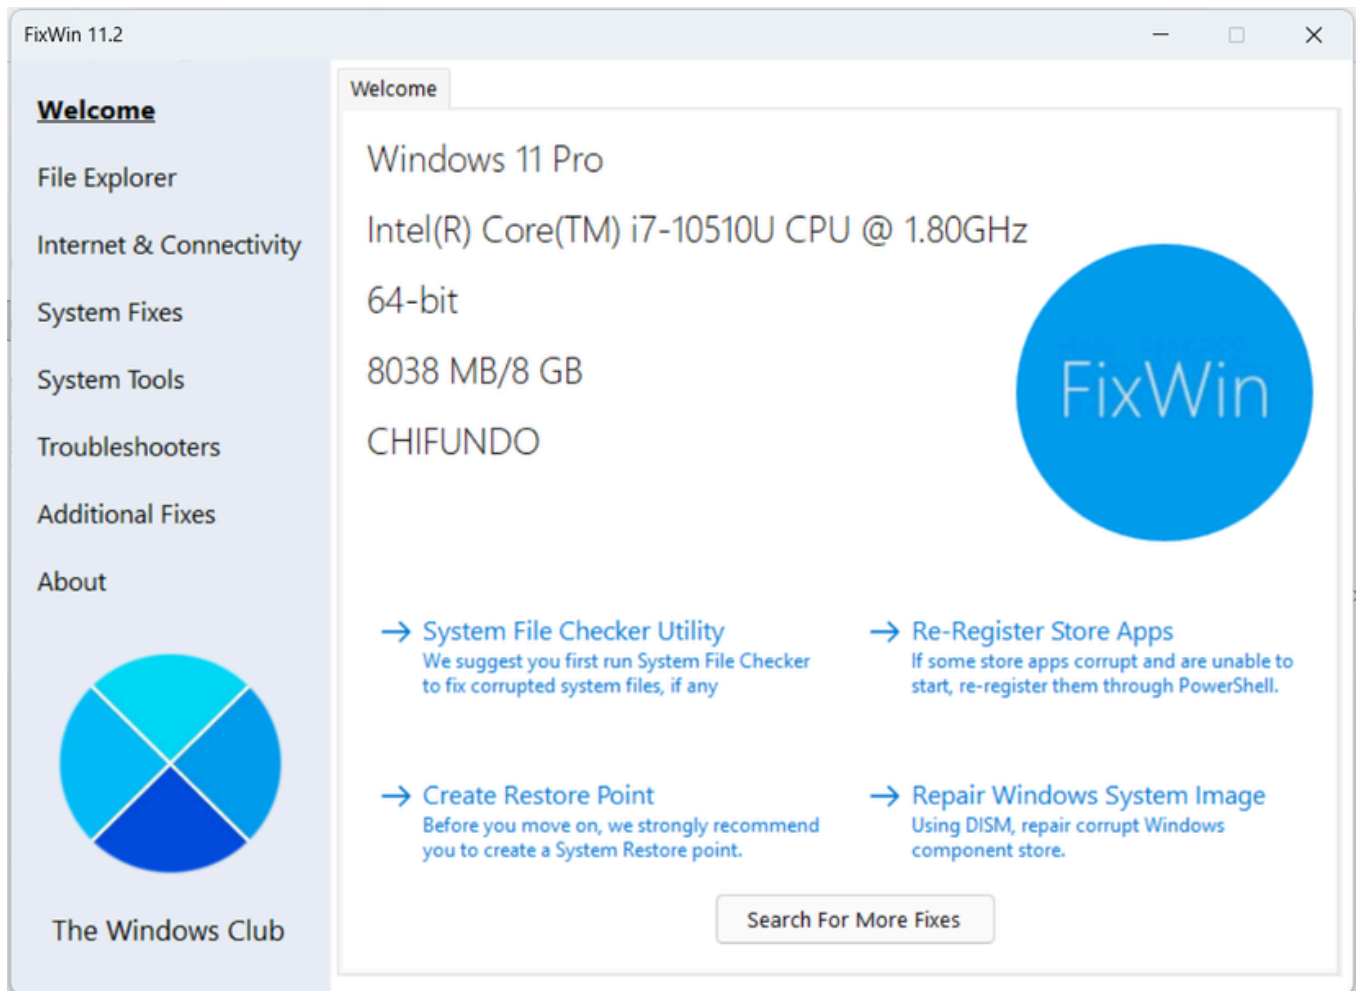 FixWin 11.2
Welcome
File Explorer
Internet & Connectivity
System Fixes
System Tools
Troubleshooters
Additional Fixes
About
The Windows Club
Welcome
Windows 11 Pro
Intel(R) Core(TM) i7-10510U CPU @ 1.80GHz
64-bit
8038 MB/8 GB
CHIFUNDO
FixWin
System File Checker Utility
We suggest you first run System File Checker
to fix corrupted system files, if any
Re-Register Store Apps
If some store apps corrupt and are unable to
start, re-register them through PowerShell.
Create Restore Point
Before you move on, we strongly recommend
you to create a System Restore point.
Repair Windows System Image
Using DISM, repair corrupt Windows
component store.
Search For More Fixes